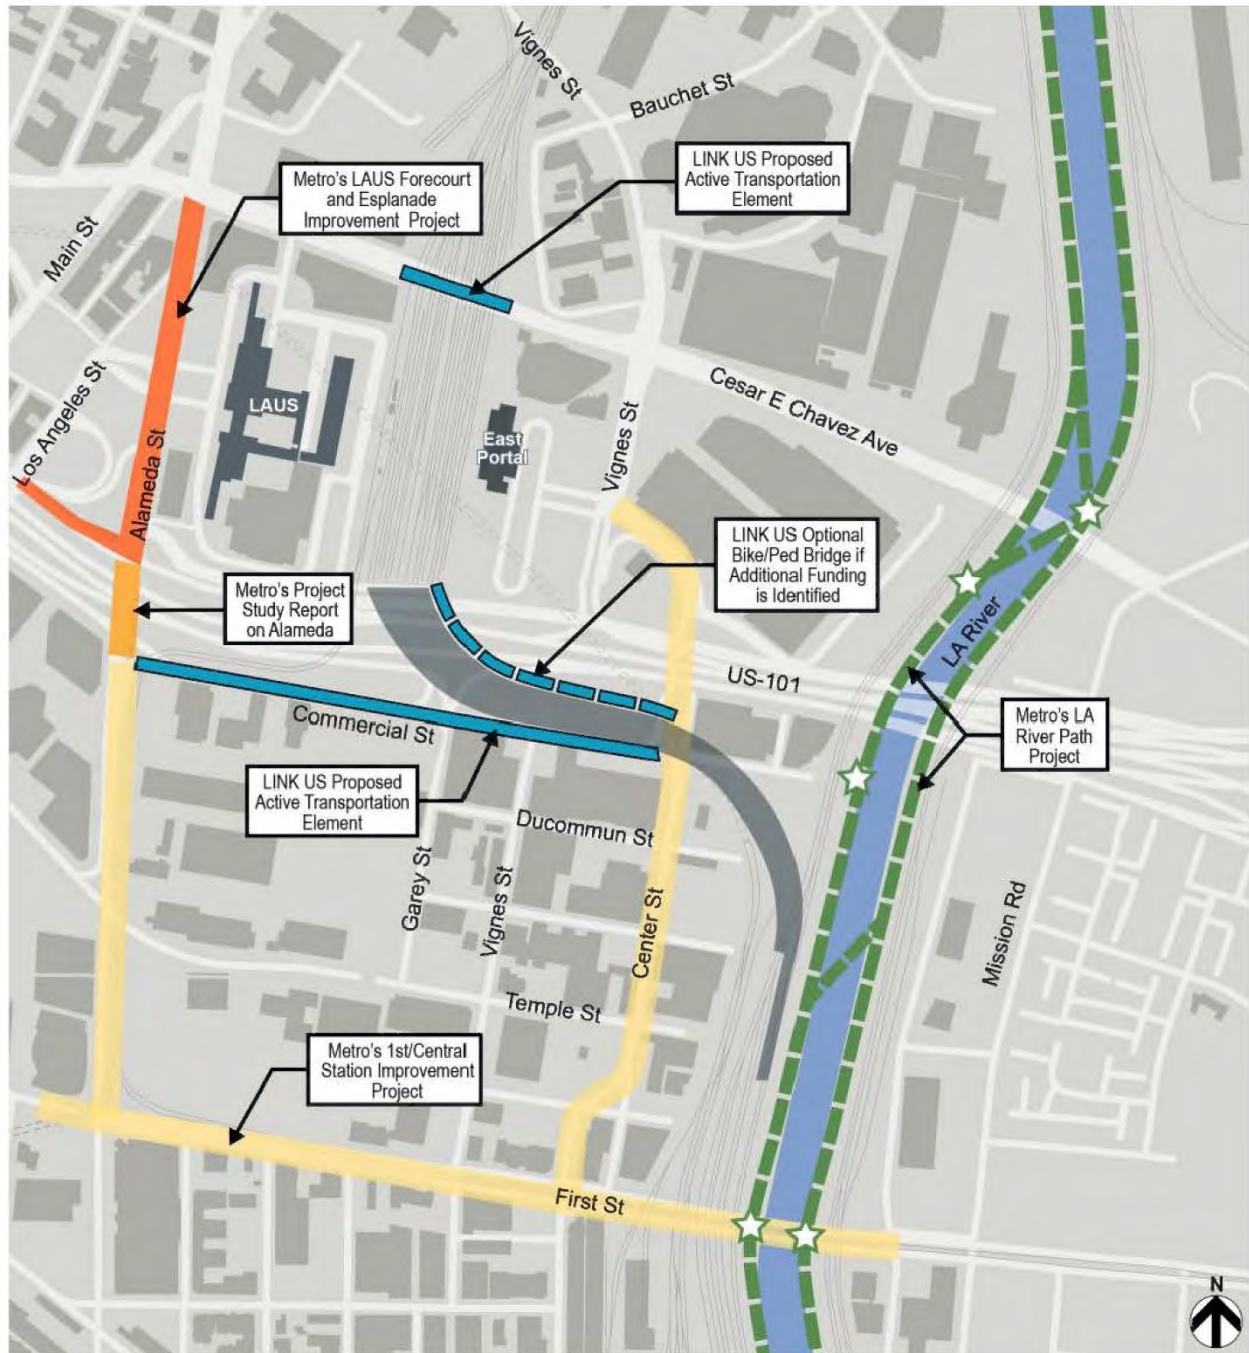 Vignes St
Bauchet St
Metro's LAUS Forecourt
and Esplanade
Improvement Project
LINK US Proposed
Active Transportation
Element
Main St
Los Angeles St
Alameda St
LAUS
East
Portal
Vignes St
Cesar E Chavez Ave
LINK US Optional
Bike/Ped Bridge if
Additional Funding
is Identified
Metro's Project
Study Report
on Alameda
LA River
US-101
Commercial St
Metro's LA
River Path
Project
LINK US Proposed
Active Transportation
Element
Ducommun St
Garey St
Vignes St
Center St
Mission Rd
Temple St
Metro's 1st/Central
Station Improvement
Project
First St
N